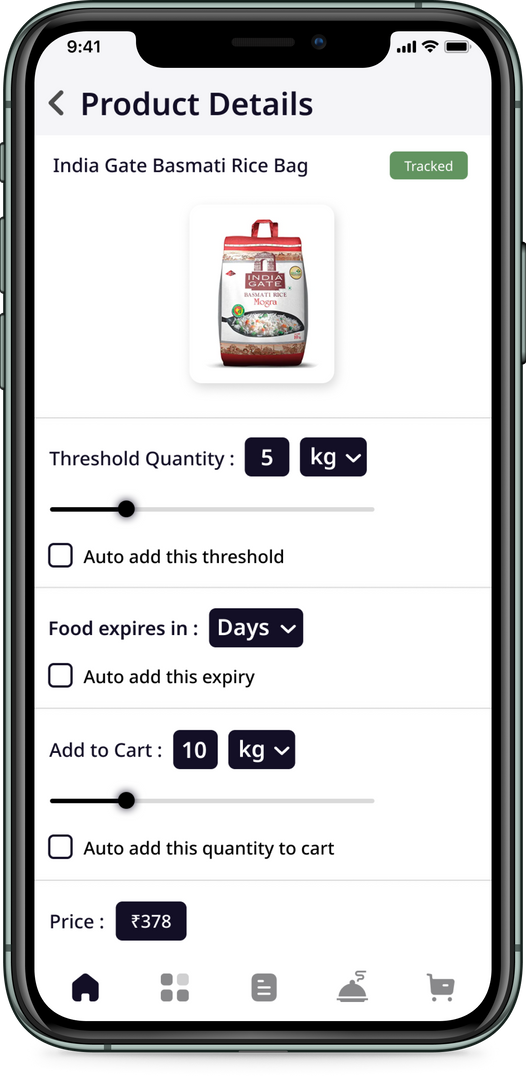 9:41
Product Details
India Gate Basmati Rice Bag
Tracked
INDIA
GATE
BASMATI RICE
Mogra
Threshold Quantity : 5 kg
Auto add this threshold
Food expires in : Days
Auto add this expiry
Add to Cart : 10 kg
Auto add this quantity to cart
Price : ₹378